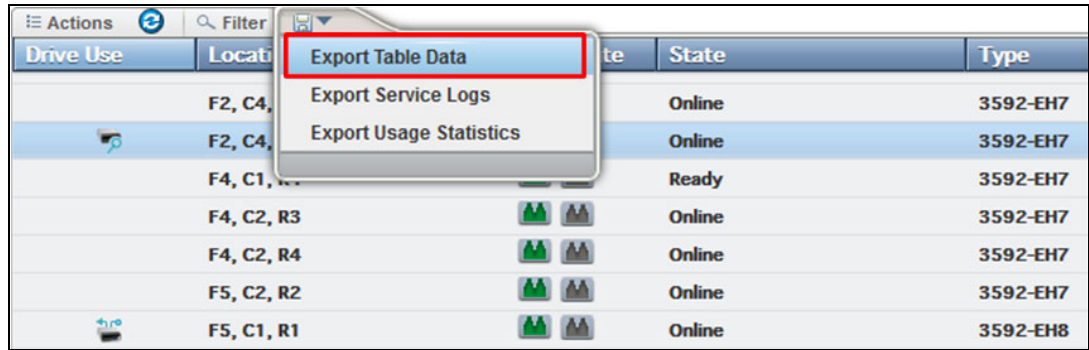 Actions Filter
Drive Use Locati te State Type
Export Table Data
F2, C4, Online 3592-EH7
Export Service Logs
F2, C4, Online 3592-EH7
Export Usage Statistics
F4, C1, Ready 3592-EH7
F4, C2, R3 Online 3592-EH7
F4, C2, R4 Online 3592-EH7
F5, C2, R2 Online 3592-EH7
F5, C1, R1 Online 3592-EH8